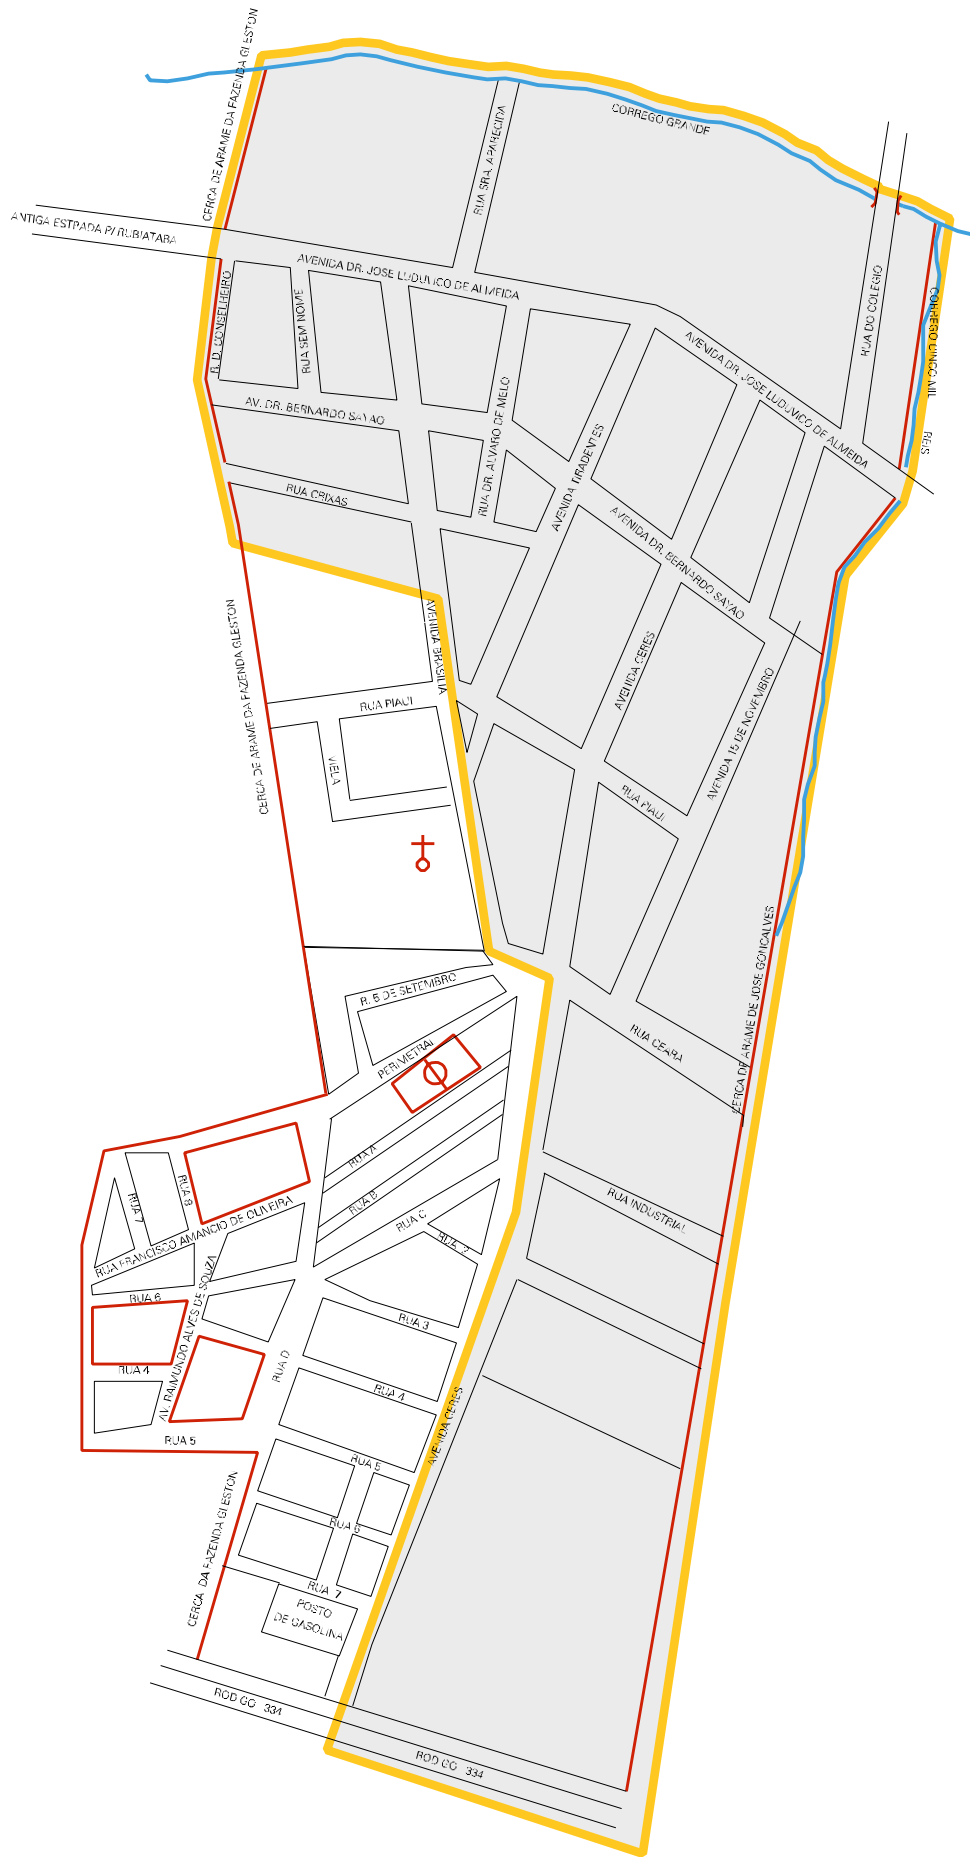 CERCA DE ARAME DA FAZENDA GLESTON
CORREGO GRANDE
RUA SRA. APARECIDA
ANTIGA ESTRADA P/ RUBIATABA
AVENIDA DR. JOSE LUDUVICO DE ALMEIDA
RUA DO COLEGIO
CORREGO CINCO MIL
REIS
R. D. CONSELHEIRO
RUA SEM NOME
AVENIDA DR. JOSE LUDUVICO DE ALMEIDA
AV. DR. BERNARDO SAYAO
RUA DR. ALVARO DE MELO
AVENIDA TIRADENTES
RUA CRIXAS
AVENIDA DR. BERNARDO SAYAO
CERCA DE ARAME DA FAZENDA GLESTON
AVENIDA BRASILIA
AVENIDA CERES
AVENIDA 15 DE NOVEMBRO
RUA PIAUI
VIELA
RUA PIAUI
CERCA DE ARAME DE JOSE GONCALVES
R. 5 DE SETEMBRO
PERIMETRAL
RUA CEARA
RUA A
RUA B
RUA C
RUA 2
RUA INDUSTRIAL
RUA 7
RUA 8
RUA FRANCISCO AMANCIO DE OLIVEIRA
RUA 6
AV. RAIMUNDO ALVES DE SOUZA
RUA 3
RUA 4
RUA D
RUA 4
AVENIDA CERES
RUA 5
RUA 5
CERCA DA FAZENDA GLESTON
RUA 6
RUA 7
POSTO
DE GASOLINA
ROD GO 334
ROD GO 334